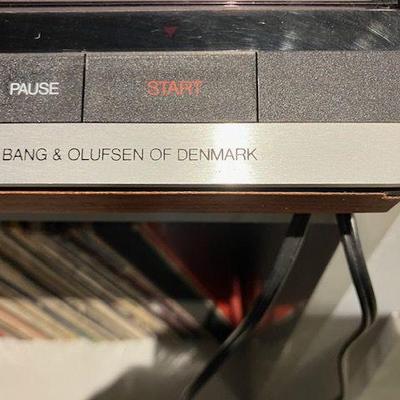 PAUSE START
BANG & OLUFSEN OF DENMARK